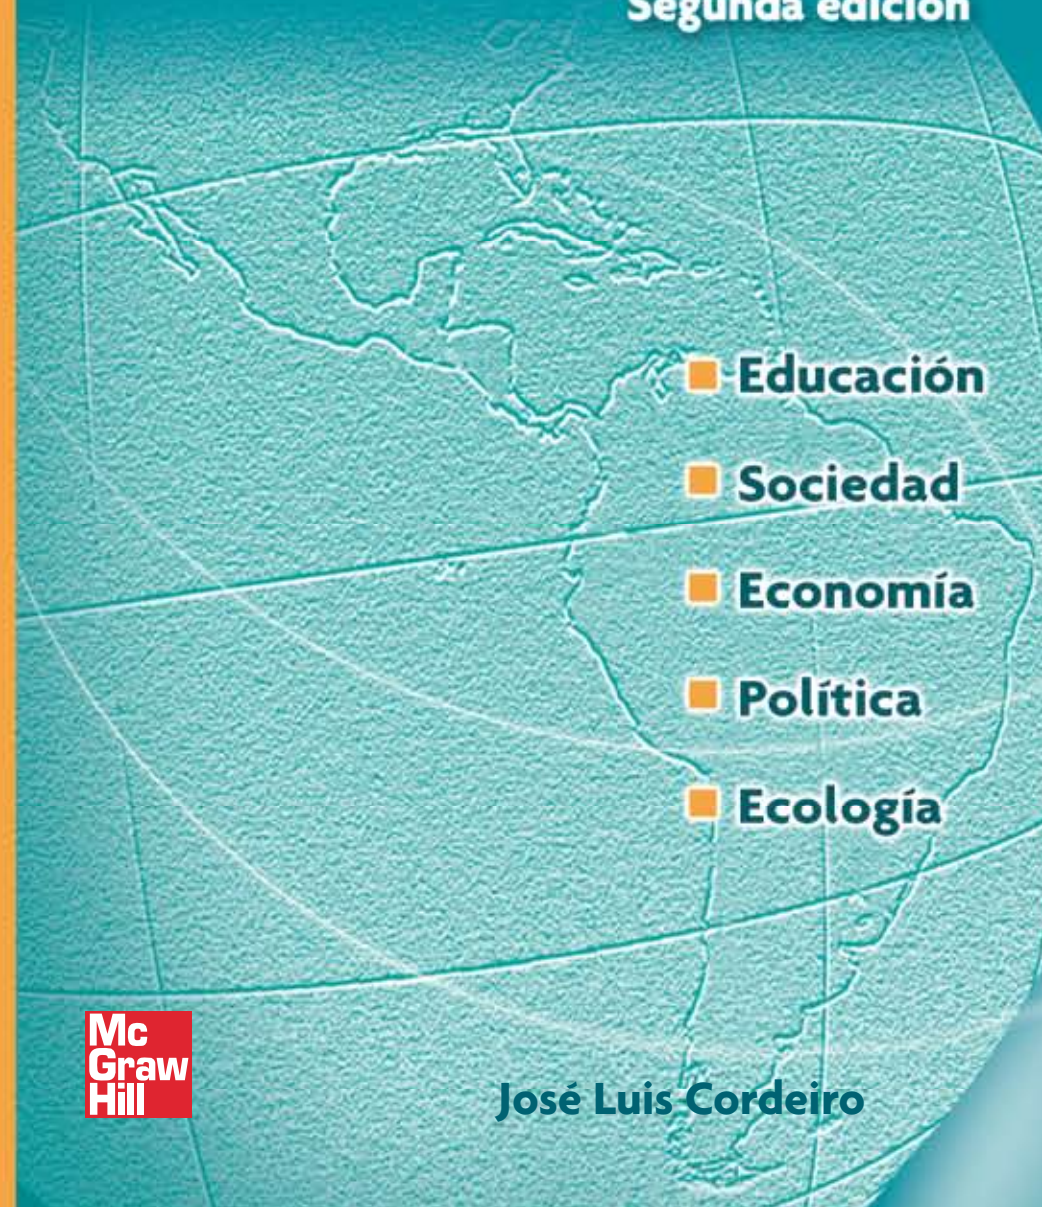 Segunda edición
Educación
Sociedad
Economía
Política
Ecología
Mc
Graw
Hill
José Luis Cordeiro